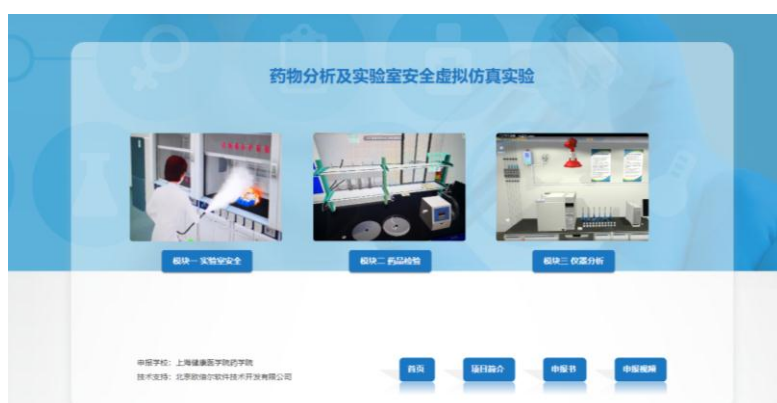 药物分析及实验室安全虚拟仿真实验
模块一 实验室安全
模块二 药品检验
模块三 仪器分析
申报学校：上海健康医学院药学院
技术支持：北京欧倍尔软件技术开发有限公司
首页
项目简介
申报书
申报视频